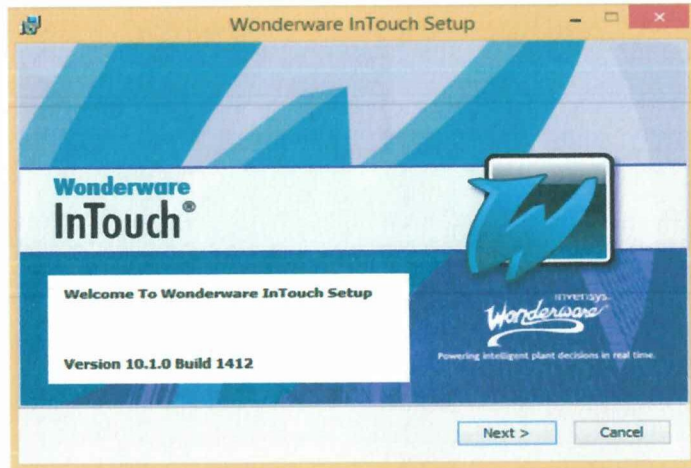 Wonderware InTouch Setup
Wonderware
InTouch®
Welcome To Wonderware InTouch Setup
Version 10.1.0 Build 1412
invensys
Wonderware
Powering intelligent plant decisions in real time.
Next >
Cancel